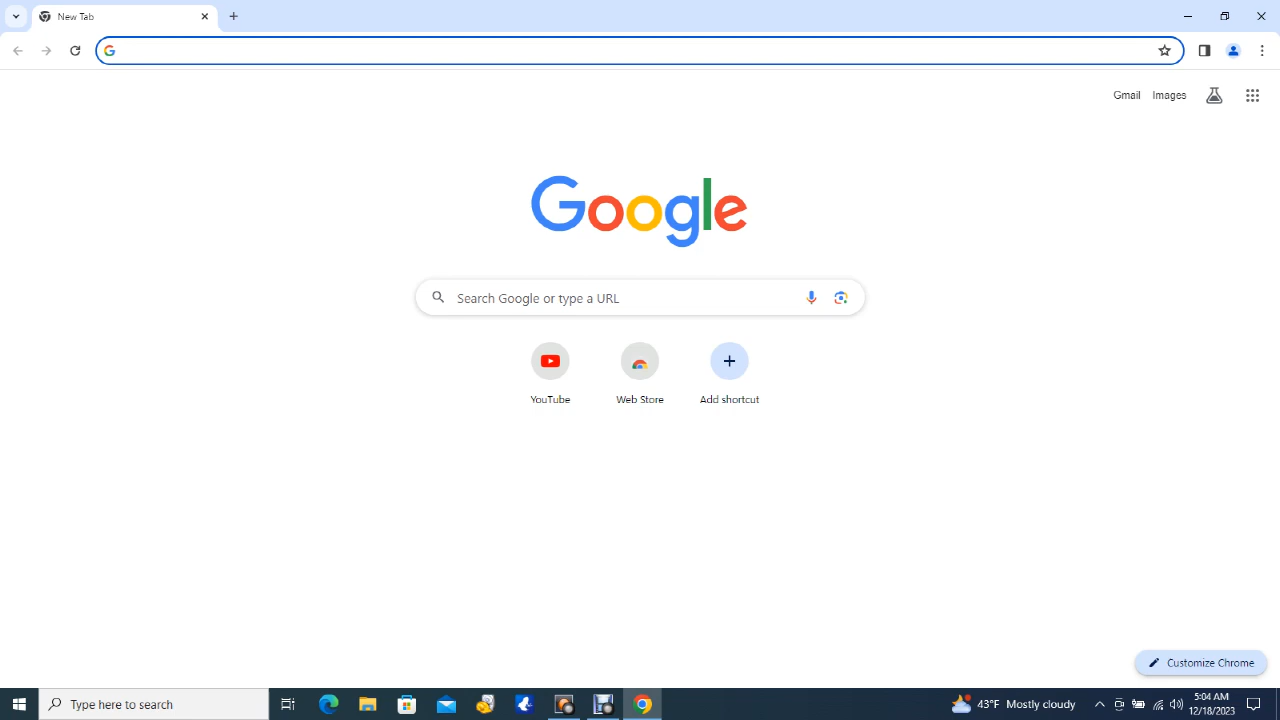 New Tab
Gmail Images
Google
Search Google or type a URL
YouTube Web Store Add shortcut
Customize Chrome
Type here to search
43°F Mostly cloudy
5:04 AM
12/18/2023